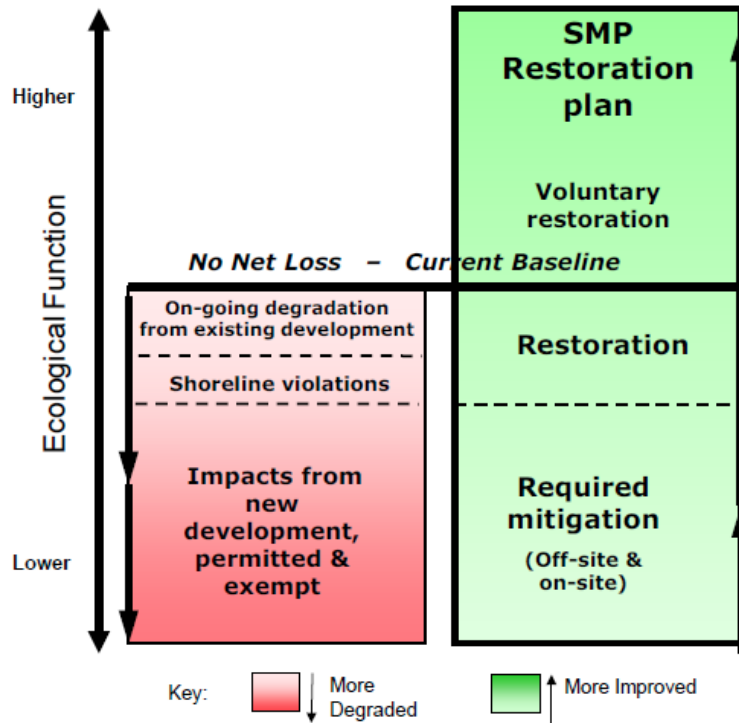 Higher
Ecological Function
Lower
SMP
Restoration
plan
Voluntary
restoration
No Net Loss – Current Baseline
On-going degradation
from existing development
Shoreline violations
Impacts from
new
development,
permitted &
exempt
Restoration
Required
mitigation
(Off-site &
on-site)
Key:
More
Degraded
More Improved